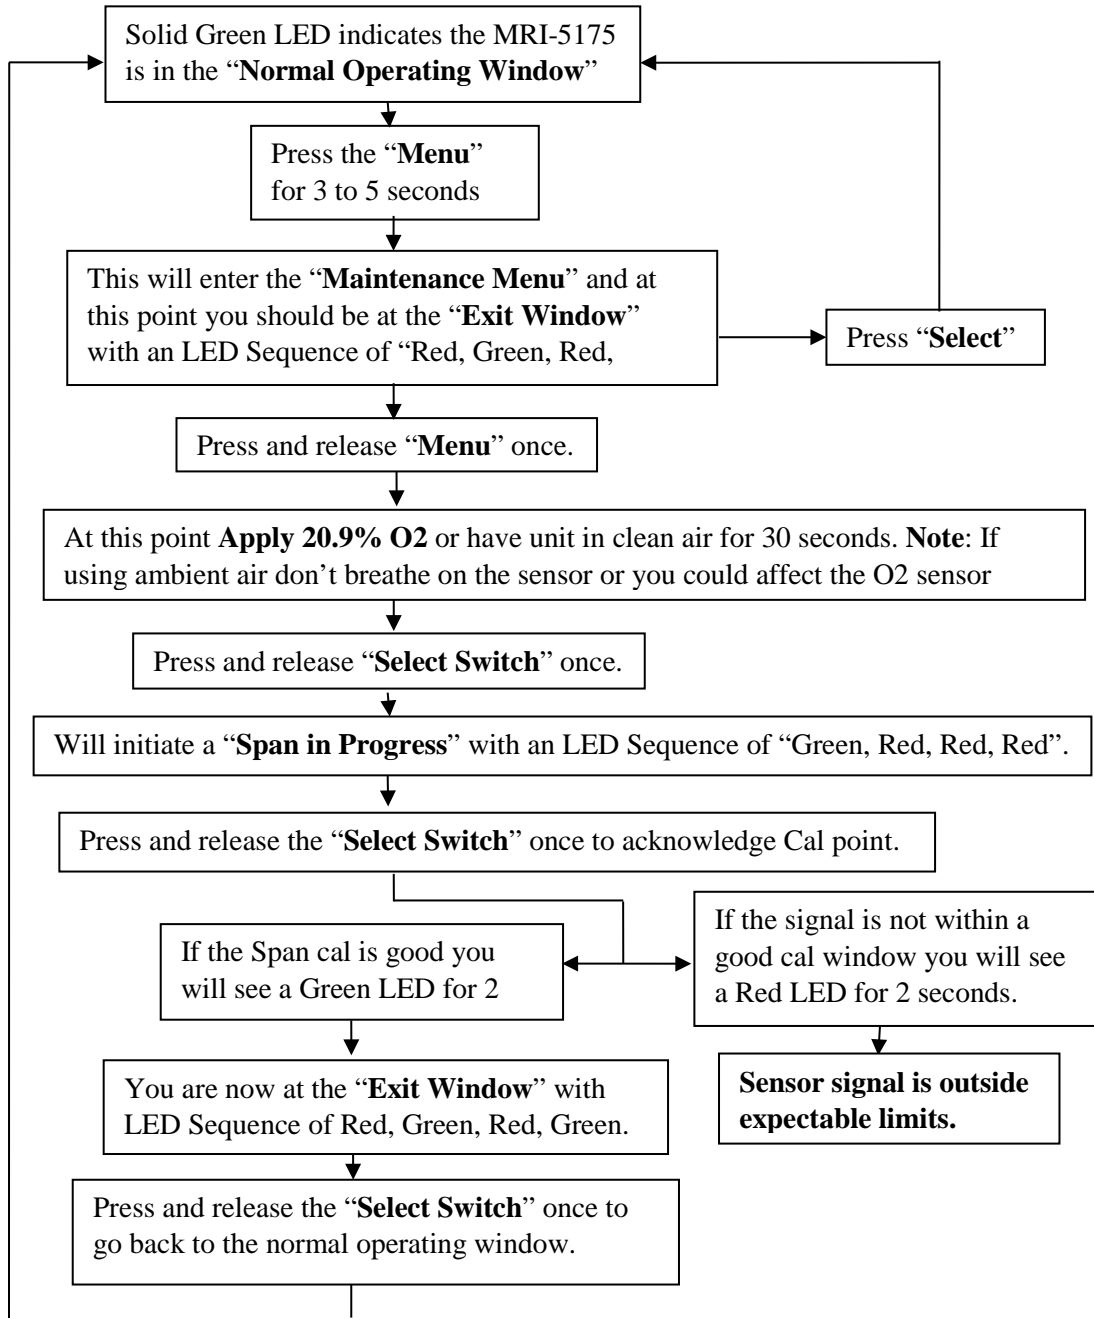 Solid Green LED indicates the MRI-5175
is in the “Normal Operating Window”
Press the “Menu”
for 3 to 5 seconds
This will enter the “Maintenance Menu” and at
this point you should be at the “Exit Window”
with an LED Sequence of “Red, Green, Red,
Press “Select”
Press and release “Menu” once.
At this point Apply 20.9% O2 or have unit in clean air for 30 seconds. Note: If
using ambient air don’t breathe on the sensor or you could affect the O2 sensor
Press and release “Select Switch” once.
Will initiate a “Span in Progress” with an LED Sequence of “Green, Red, Red, Red”.
Press and release the “Select Switch” once to acknowledge Cal point.
If the Span cal is good you
will see a Green LED for 2
If the signal is not within a
good cal window you will see
a Red LED for 2 seconds.
You are now at the “Exit Window” with
LED Sequence of Red, Green, Red, Green.
Sensor signal is outside
expectable limits.
Press and release the “Select Switch” once to
go back to the normal operating window.